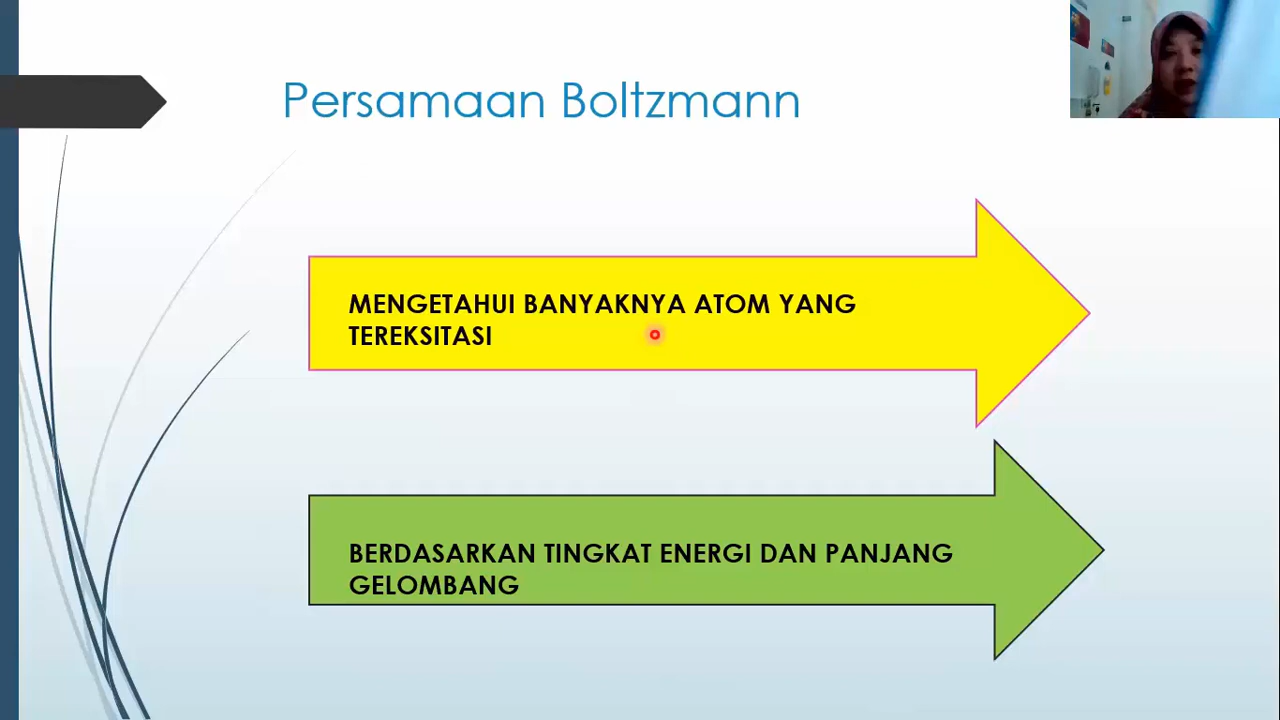 Persamaan Boltzmann
MENGETAHUI BANYAKNYA ATOM YANG
TEREKSITASI
BERDASARKAN TINGKAT ENERGI DAN PANJANG
GELOMBANG